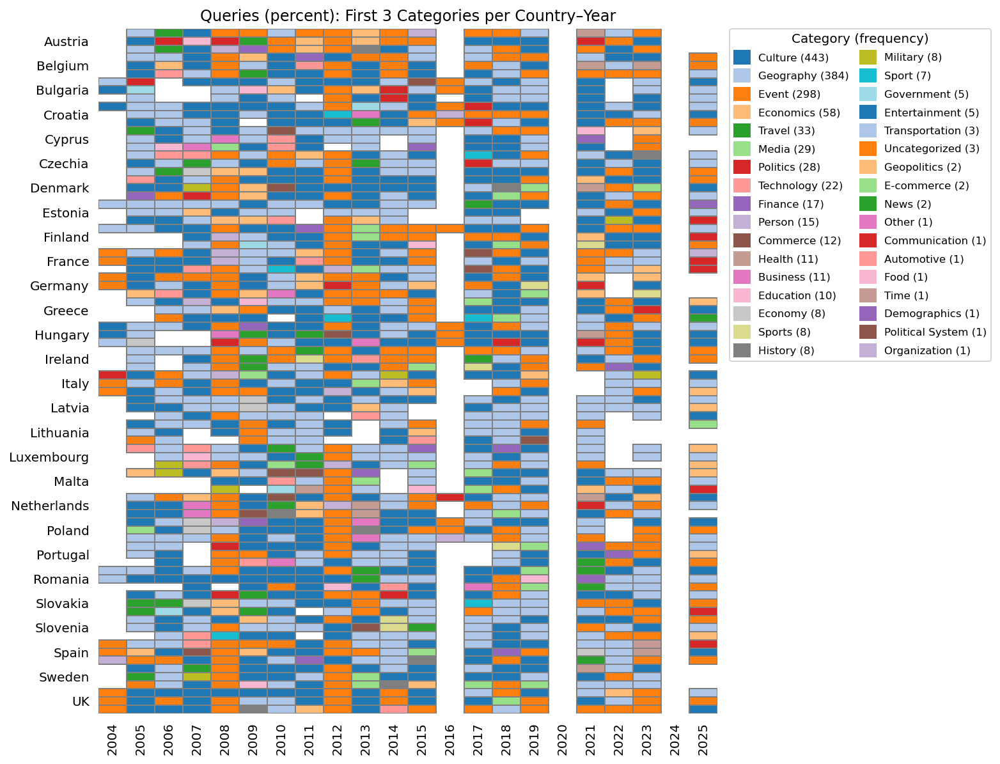 Queries (percent): First 3 Categories per Country–Year
Austria
Belgium
Bulgaria
Croatia
Cyprus
Czechia
Denmark
Estonia
Finland
France
Germany
Greece
Hungary
Ireland
Italy
Latvia
Lithuania
Luxembourg
Malta
Netherlands
Poland
Portugal
Romania
Slovakia
Slovenia
Spain
Sweden
UK
2004
2005
2006
2007
2008
2009
2010
2011
2012
2013
2014
2015
2016
2017
2018
2019
2020
2021
2022
2023
2024
2025
Category (frequency)
Culture (443)
Geography (384)
Event (298)
Economics (58)
Travel (33)
Media (29)
Politics (28)
Technology (22)
Finance (17)
Person (15)
Commerce (12)
Health (11)
Business (11)
Education (10)
Economy (8)
Sports (8)
History (8)
Military (8)
Sport (7)
Government (5)
Entertainment (5)
Transportation (3)
Uncategorized (3)
Geopolitics (2)
E-commerce (2)
News (2)
Other (1)
Communication (1)
Automotive (1)
Food (1)
Time (1)
Demographics (1)
Political System (1)
Organization (1)